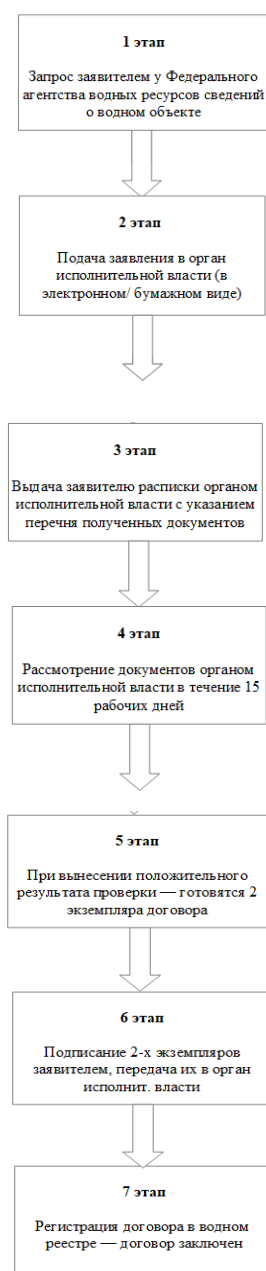 1 этап
Запрос заявителем у Федерального
агентства водных ресурсов сведений
о водном объекте
2 этап
Подача заявления в орган
исполнительной власти (в
электронном/ бумажном виде)
3 этап
Выдача заявителю расписки органом
исполнительной власти с указанием
перечня полученных документов
4 этап
Рассмотрение документов органом
исполнительной власти в течение 15
рабочих дней
5 этап
При вынесении положительного
результата проверки — готовятся 2
экземпляра договора
6 этап
Подписание 2-х экземпляров
заявителем, передача их в орган
исполнит. власти
7 этап
Регистрация договора в водном
реестре — договор заключен